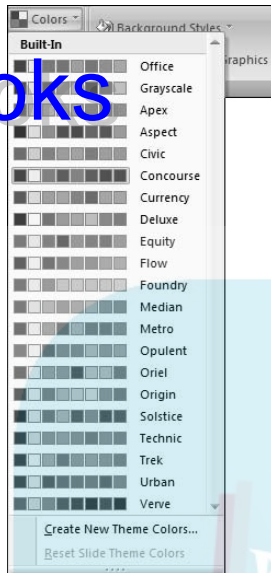 Colors
Background Styles
Graphics
Built-In
oks
Office
Grayscale
Apex
Aspect
Civic
Concourse
Currency
Deluxe
Equity
Flow
Foundry
Median
Metro
Opulent
Oriel
Origin
Solstice
Technic
Trek
Urban
Verve
Create New Theme Colors...
Reset Slide Theme Colors